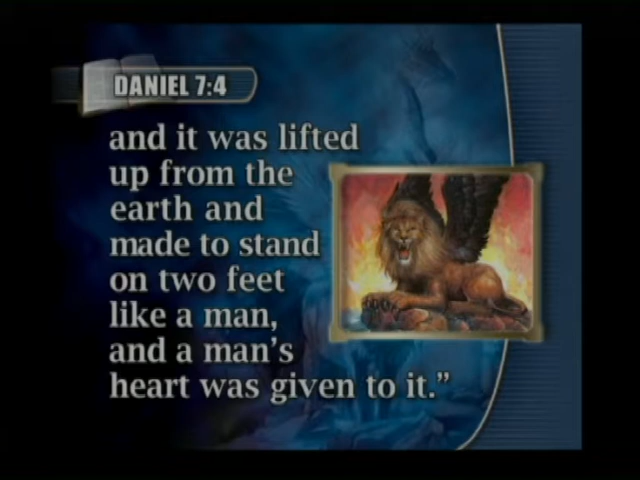 DANIEL 7:4
and it was lifted
up from the
earth and
made to stand
on two feet
like a man,
and a man's
heart was given to it.”